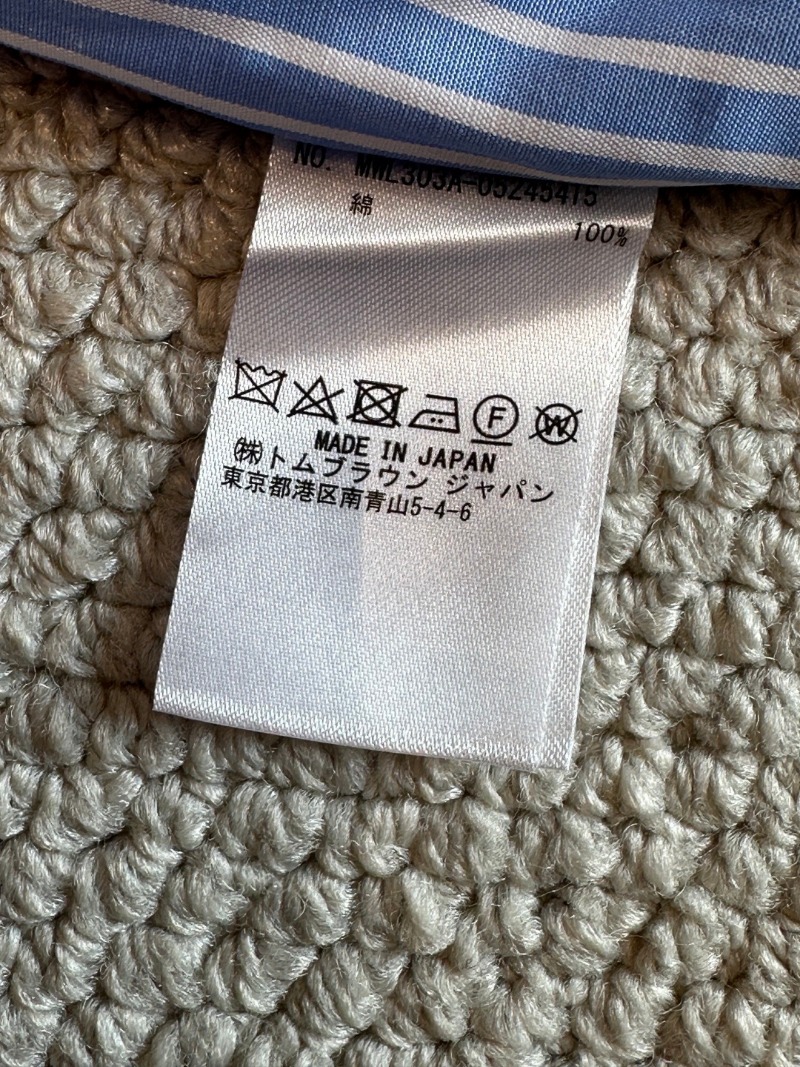 NO. MWL303A-05245415
綿
100%
F W
MADE IN JAPAN
㈱トムブラウン ジャパン
東京都港区南青山5-4-6